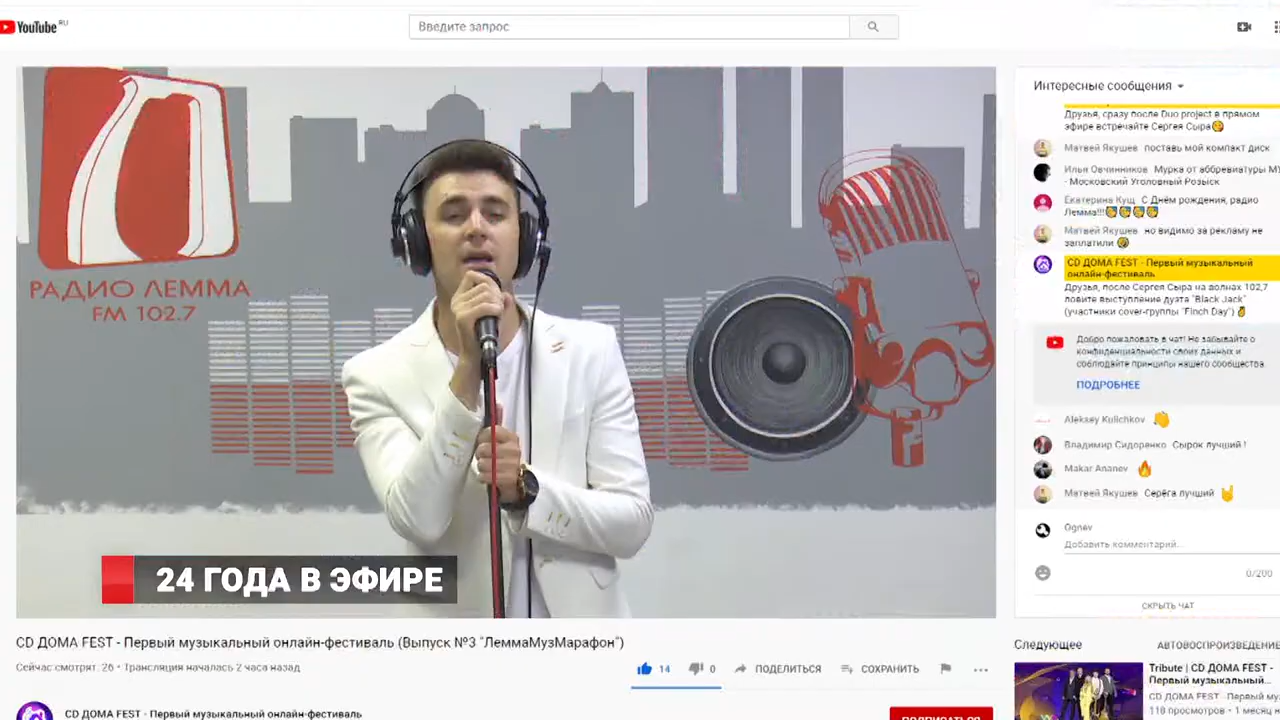 YouTube RU
Введите запрос
РАДИО ЛЕММА
FM 102.7
24 ГОДА В ЭФИРЕ
CD ДОМА FEST - Первый музыкальный онлайн-фестиваль (Выпуск №3 "ЛеммаМузМарафон")
Сейчас смотрят: 26 • Трансляция началась 2 часа назад
14
0
ПОДЕЛИТЬСЯ
СОХРАНИТЬ
CD ДОМА FEST - Первый музыкальный онлайн-фестиваль
ПОДПИСАТЬСЯ
Интересные сообщения
Друзья, сразу после Duo project в прямом
эфире встречайте Сергея Сыра
Матвей Якушев поставь мой компакт диск
Илья Овчинников Мурка от аббревиатуры МУ
- Московский Уголовный Розыск
Екатерина Кущ С Днём рождения, радио
Лемма!!!
Матвей Якушев но видимо за рекламу не
заплатили
CD ДОМА FEST - Первый музыкальный
онлайн-фестиваль
Друзья, после Сергея Сыра на волнах 102,7
ловите выступление дуэта "Black Jack"
(участники cover-группы "Finch Day")
Добро пожаловать в чат! Не забывайте о
конфиденциальности своих данных и
соблюдайте принципы нашего сообщества.
ПОДРОБНЕЕ
Aleksey Kulichkov
Владимир Сидоренко Сырок лучший !
Makar Ananev
Матвей Якушев Серёга лучший
Ognev
Добавить комментарий...
0/200
СКРЫТЬ ЧАТ
Следующее
АВТОВОСПРОИЗВЕДЕНИЕ
Tribute | CD ДОМА FEST -
Первый музыкальный...
CD ДОМА FEST - Первый му
118 просмотров • 1 месяц н